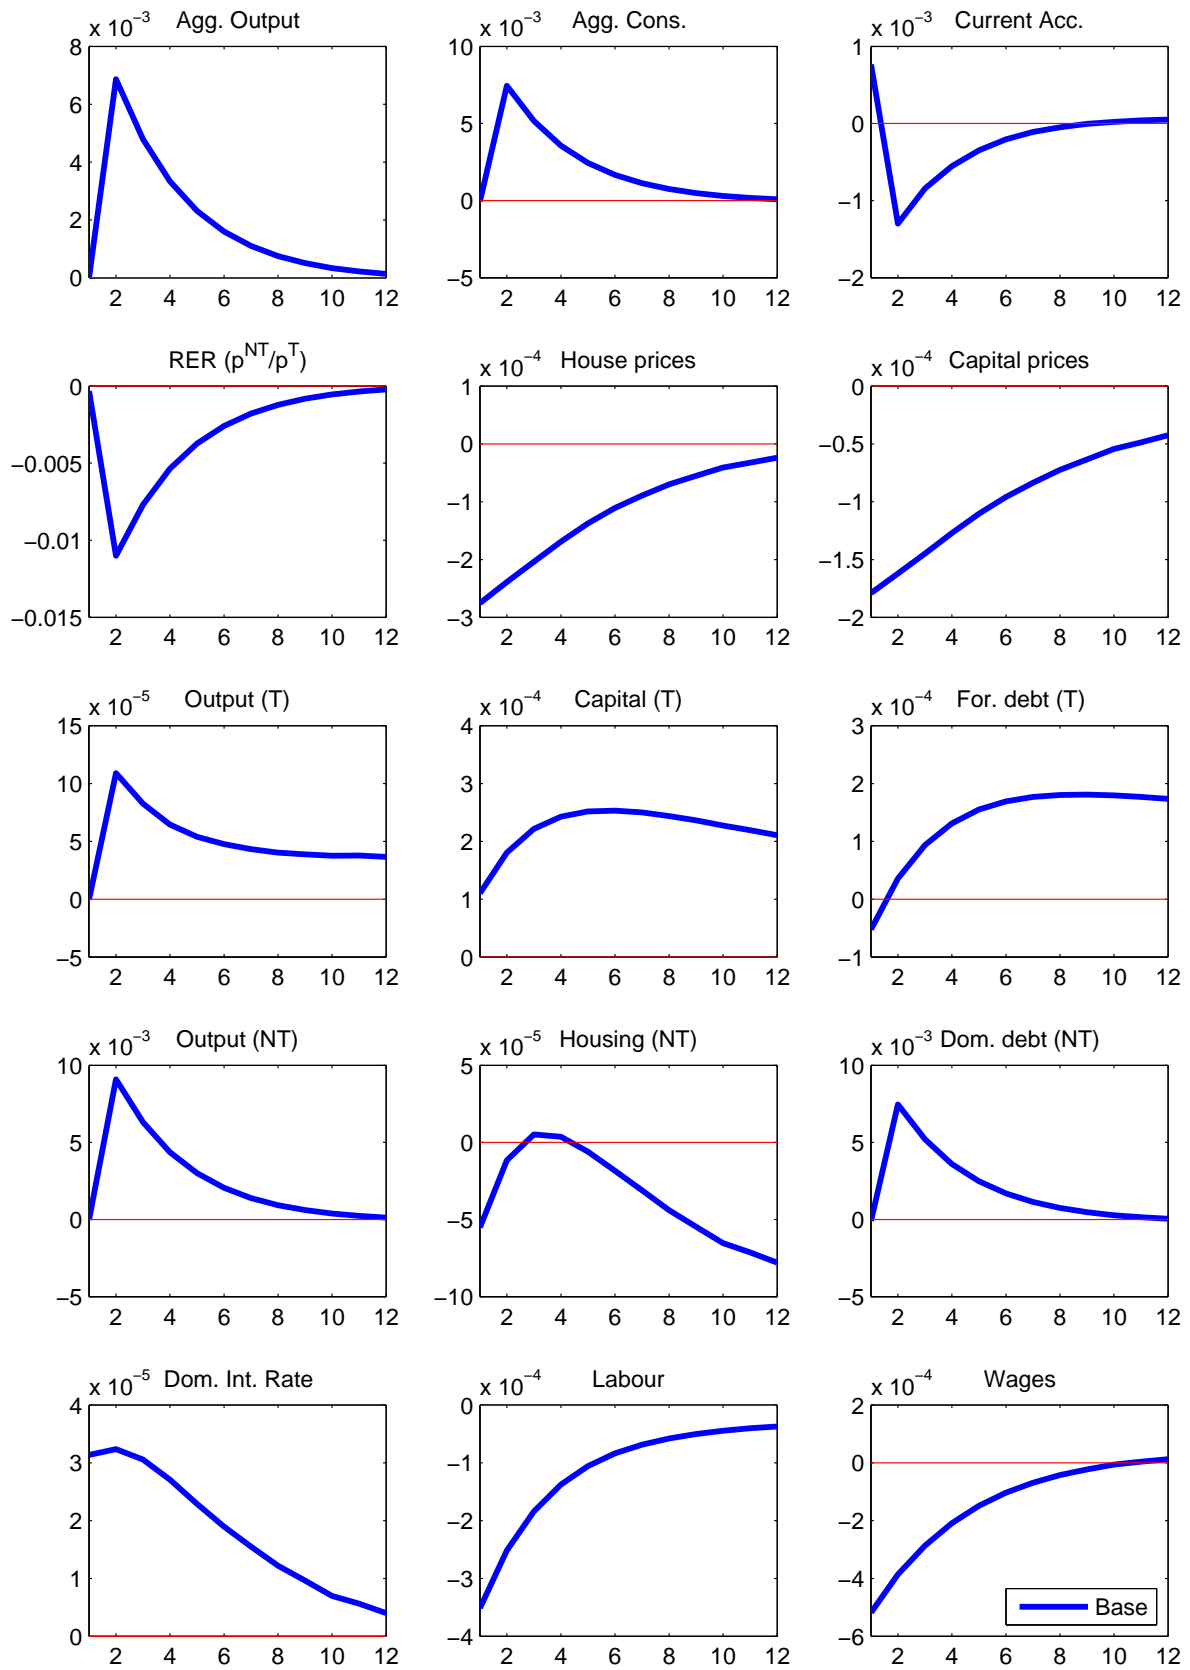 x 10⁻³ Agg. Output
8
6
4
2
0
2 4 6 8 10 12
x 10⁻³ Agg. Cons.
10
5
0
−5
2 4 6 8 10 12
x 10⁻³ Current Acc.
1
0
−1
−2
2 4 6 8 10 12
RER (p^NT/p^T)
0
−0.005
−0.01
−0.015
2 4 6 8 10 12
x 10⁻⁴ House prices
1
0
−1
−2
−3
2 4 6 8 10 12
x 10⁻⁴ Capital prices
0
−0.5
−1
−1.5
−2
2 4 6 8 10 12
x 10⁻⁵ Output (T)
15
10
5
0
−5
2 4 6 8 10 12
x 10⁻⁴ Capital (T)
4
3
2
1
0
2 4 6 8 10 12
x 10⁻⁴ For. debt (T)
3
2
1
0
−1
2 4 6 8 10 12
x 10⁻³ Output (NT)
10
5
0
−5
2 4 6 8 10 12
x 10⁻⁵ Housing (NT)
5
0
−5
−10
2 4 6 8 10 12
x 10⁻³ Dom. debt (NT)
10
5
0
−5
2 4 6 8 10 12
x 10⁻⁵ Dom. Int. Rate
4
3
2
1
0
2 4 6 8 10 12
x 10⁻⁴ Labour
0
−1
−2
−3
−4
2 4 6 8 10 12
x 10⁻⁴ Wages
2
0
−2
−4
−6
2 4 6 8 10 12
Base